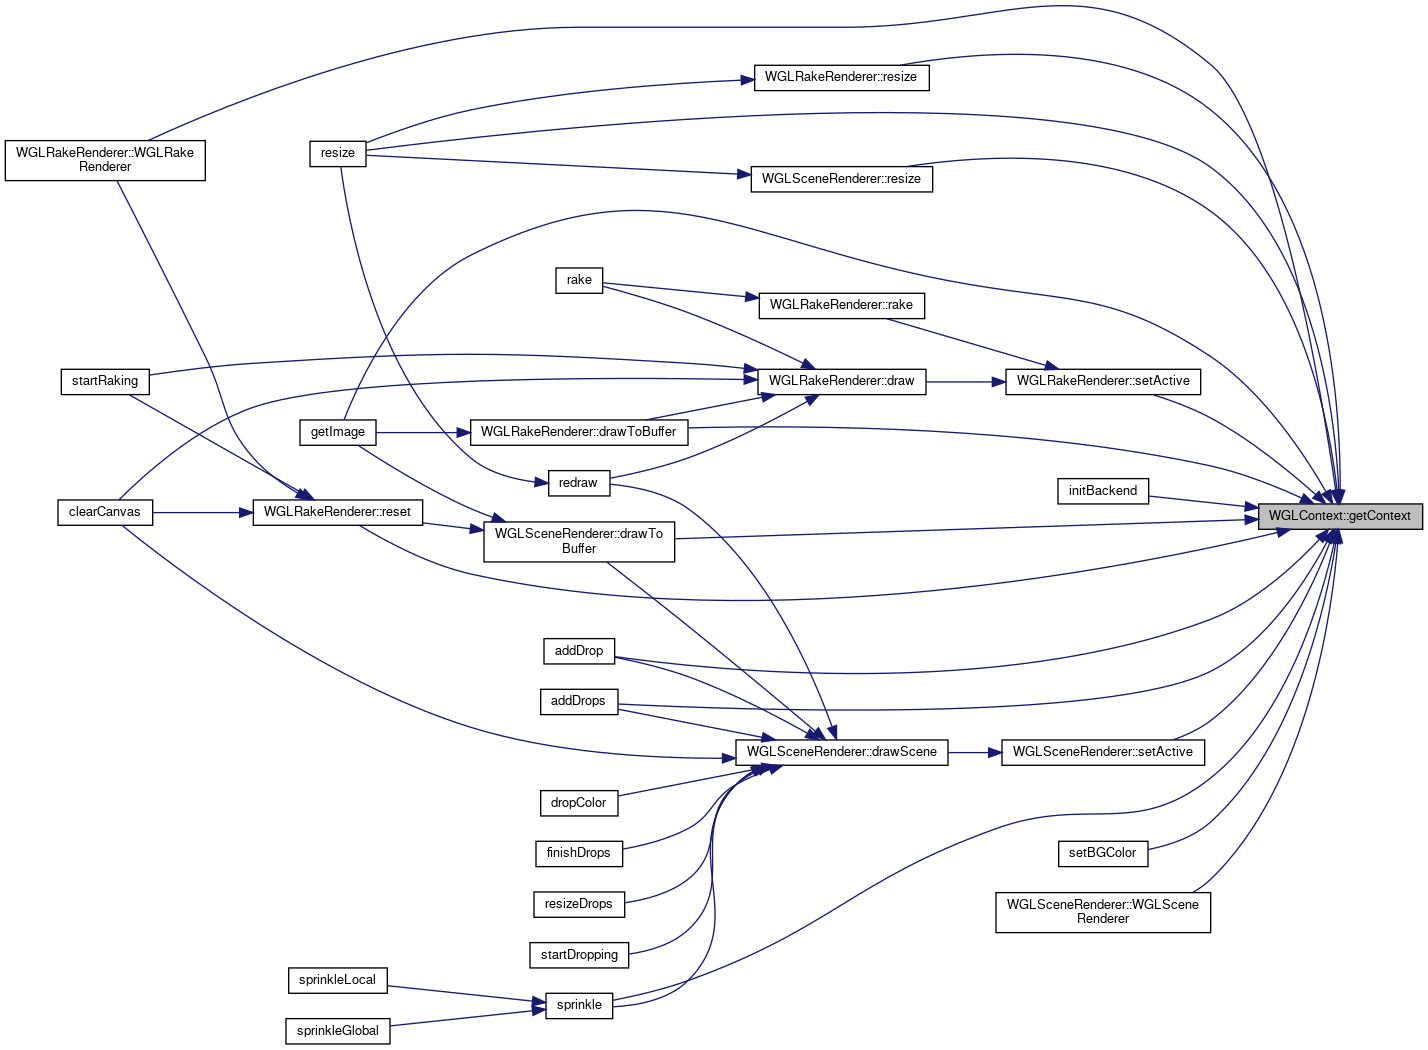 WGLRakeRenderer::resize
WGLRakeRenderer::WGLRake
Renderer
resize
WGLSceneRenderer::resize
rake
WGLRakeRenderer::rake
startRaking
WGLRakeRenderer::draw
WGLRakeRenderer::setActive
getImage
WGLRakeRenderer::drawToBuffer
redraw
initBackend
clearCanvas
WGLRakeRenderer::reset
WGLContext::getContext
WGLSceneRenderer::drawTo
Buffer
addDrop
addDrops
WGLSceneRenderer::drawScene
WGLSceneRenderer::setActive
dropColor
finishDrops
setBGColor
resizeDrops
WGLSceneRenderer::WGLScene
Renderer
startDropping
sprinkleLocal
sprinkle
sprinkleGlobal